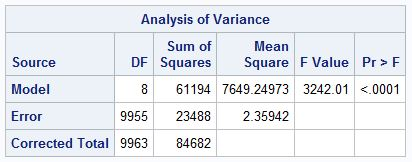 Analysis of Variance
Source DF Sum of Squares Mean Square F Value Pr > F
Model 8 61194 7649.24973 3242.01 <.0001
Error 9955 23488 2.35942
Corrected Total 9963 84682